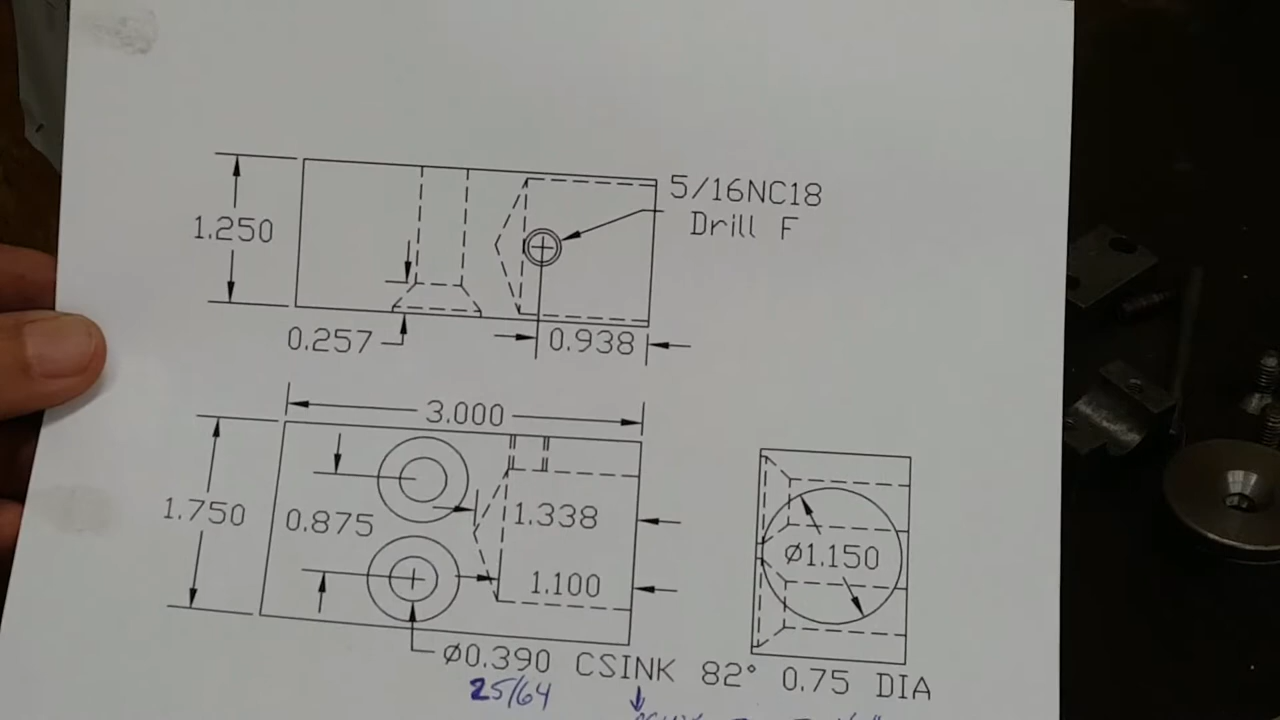 5/16NC18
Drill F
1.250
0.257
0.938
3.000
1.750
0.875
1.338
1.100
Ø1.150
Ø0.390 CSINK 82° 0.75 DIA
25/64